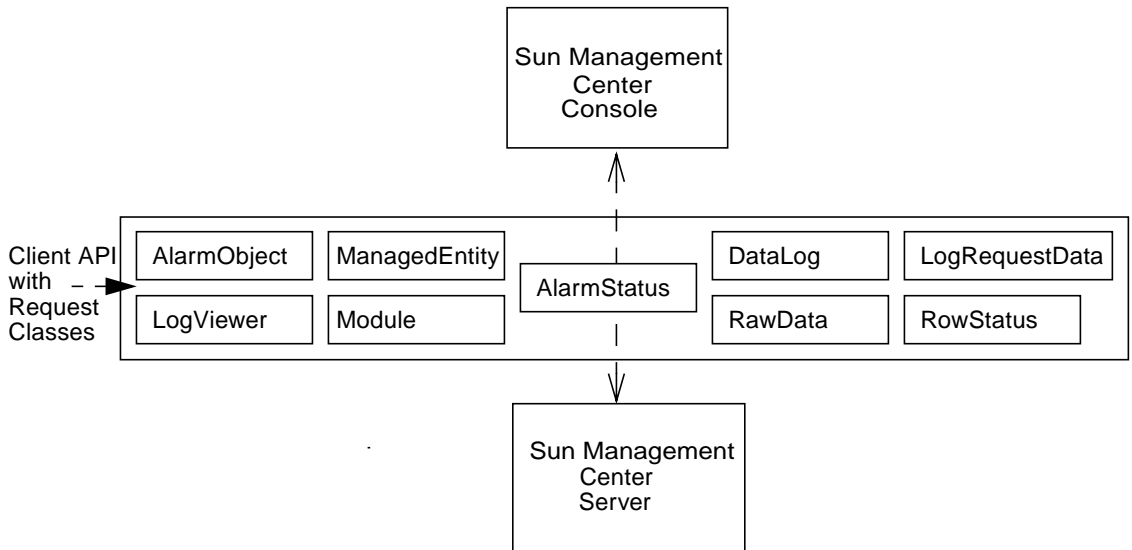 Sun Management
Center
Console
Client API
with
Request
Classes
AlarmObject
ManagedEntity
AlarmStatus
DataLog
LogRequestData
LogViewer
Module
RawData
RowStatus
Sun Management
Center
Server